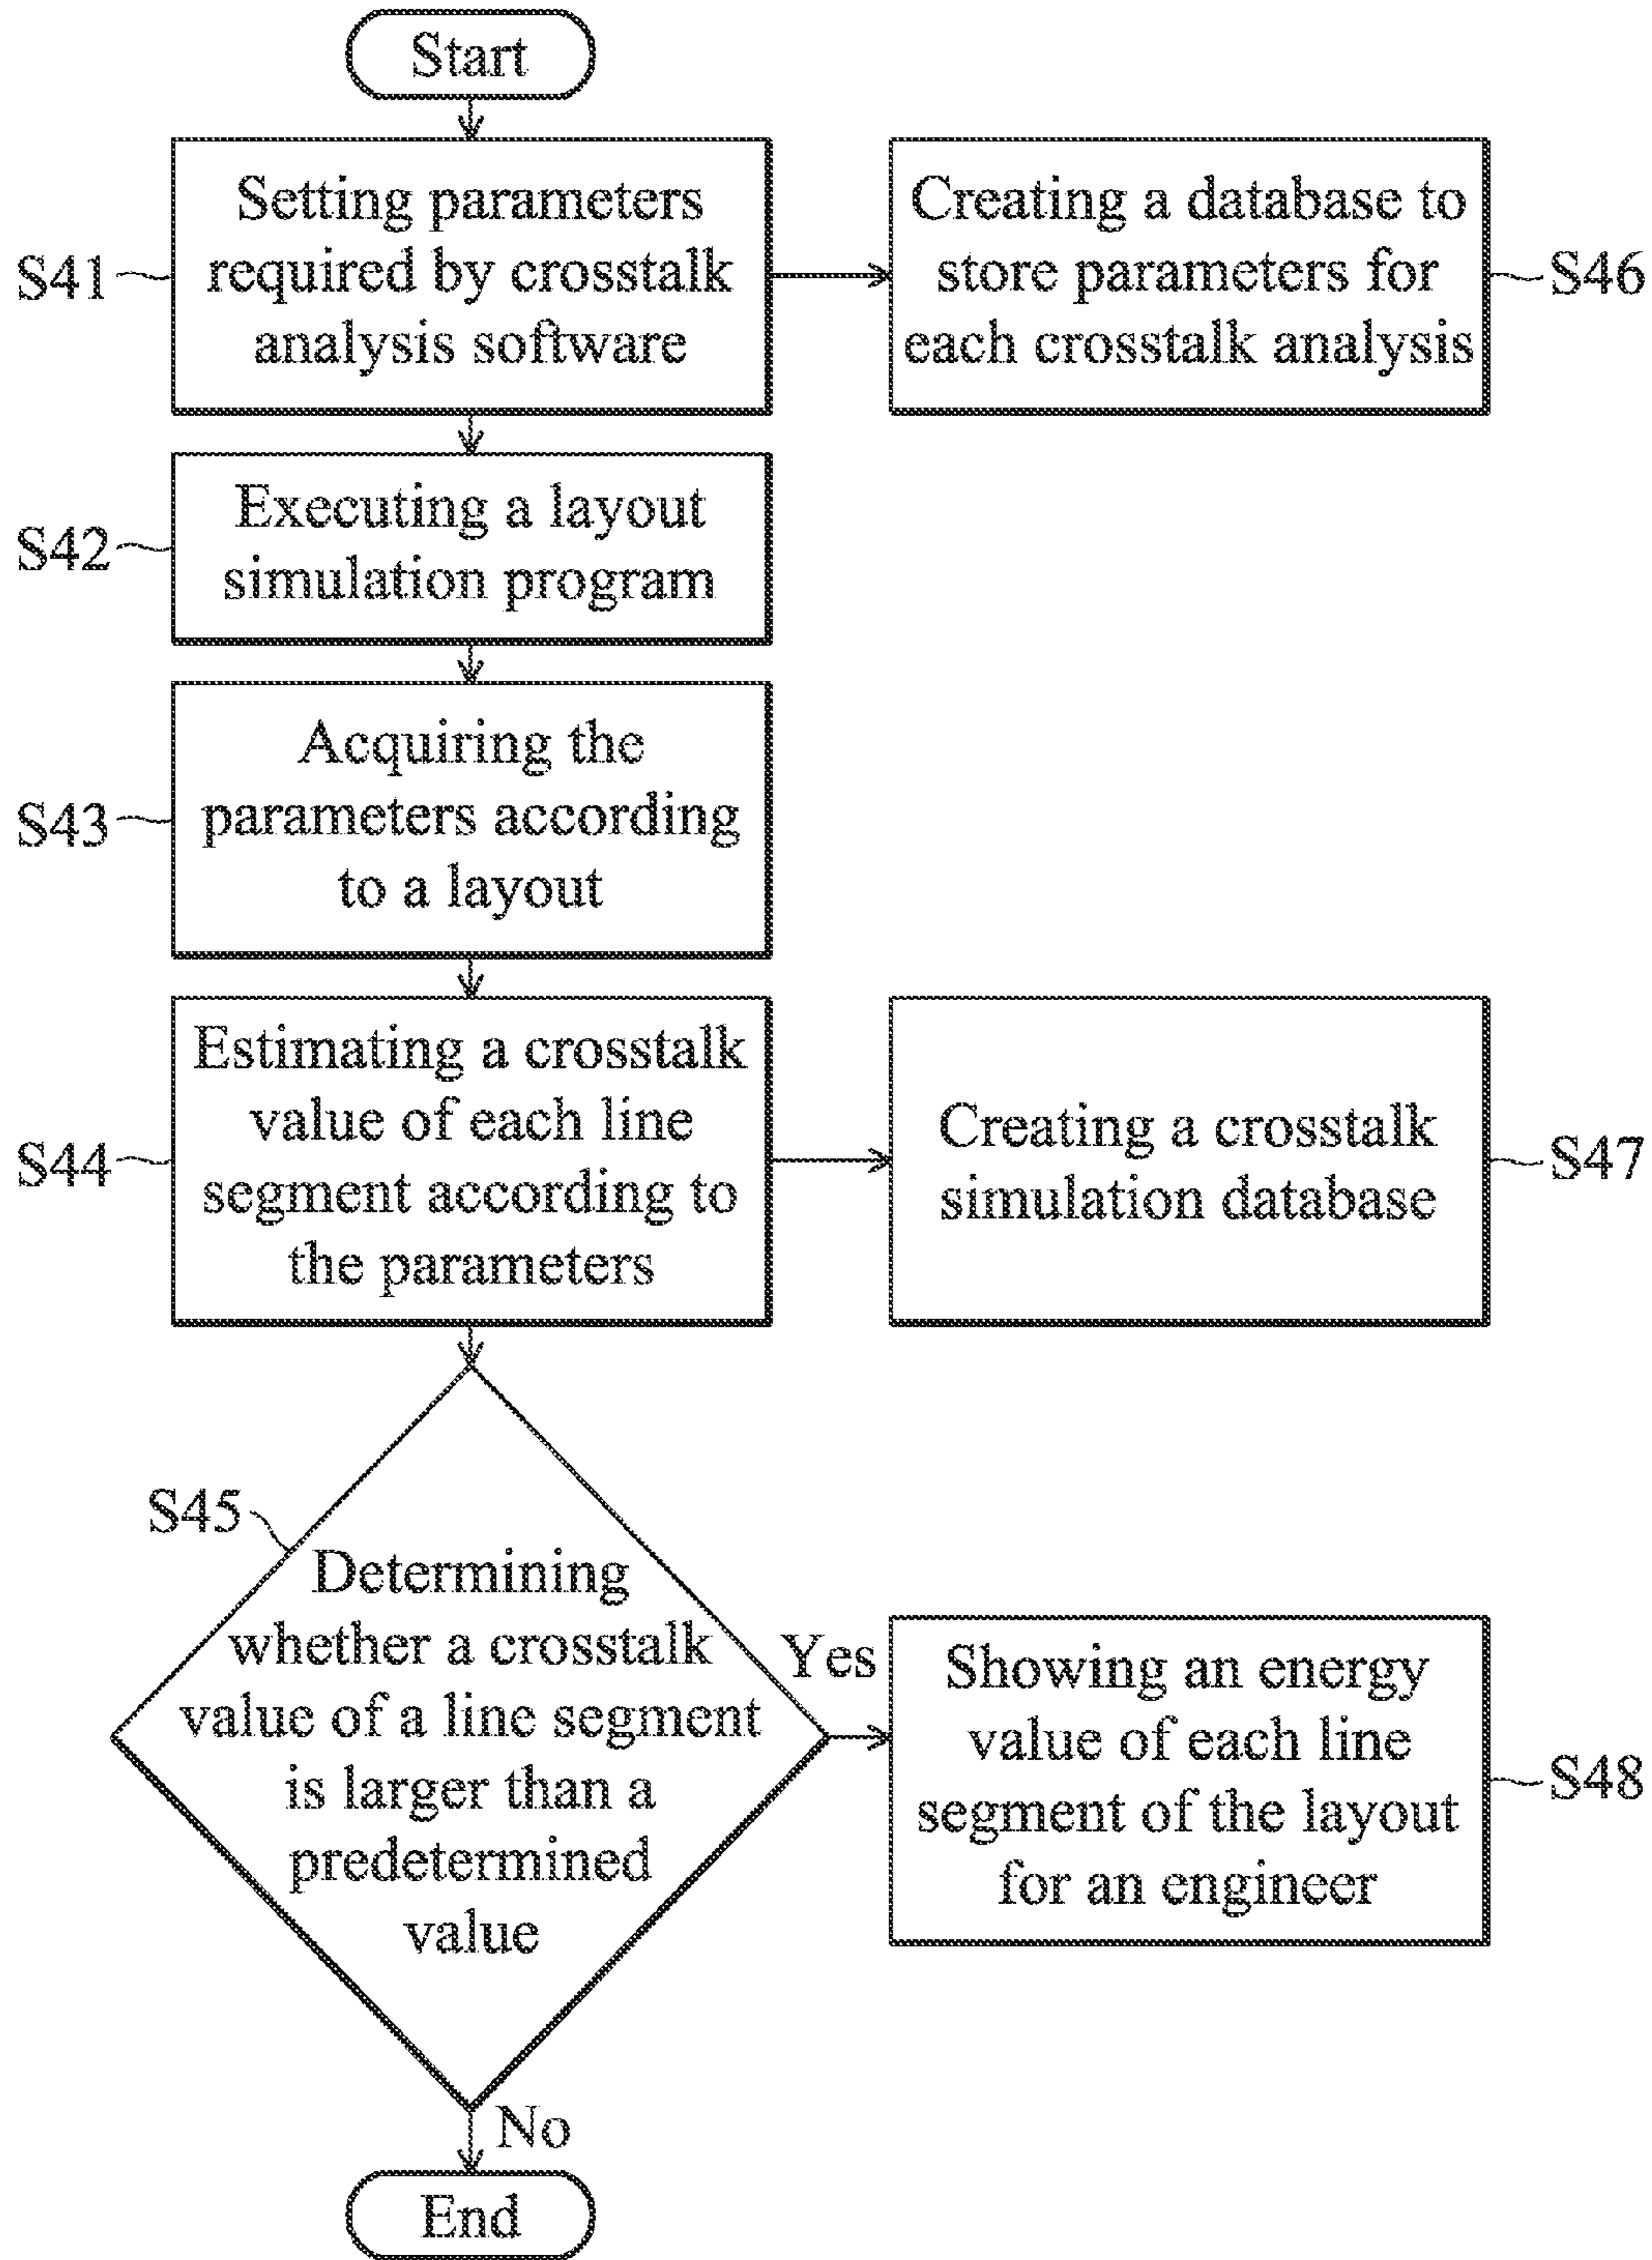 Start
Setting parameters
required by crosstalk
analysis software
S41
Creating a database to
store parameters for
each crosstalk analysis
S46
Executing a layout
simulation program
S42
Acquiring the
parameters according
to a layout
S43
Estimating a crosstalk
value of each line
segment according to
the parameters
S44
Creating a crosstalk
simulation database
S47
S45
Determining
whether a crosstalk
value of a line segment
is larger than a
predetermined
value
Yes
Showing an energy
value of each line
segment of the layout
for an engineer
S48
No
End